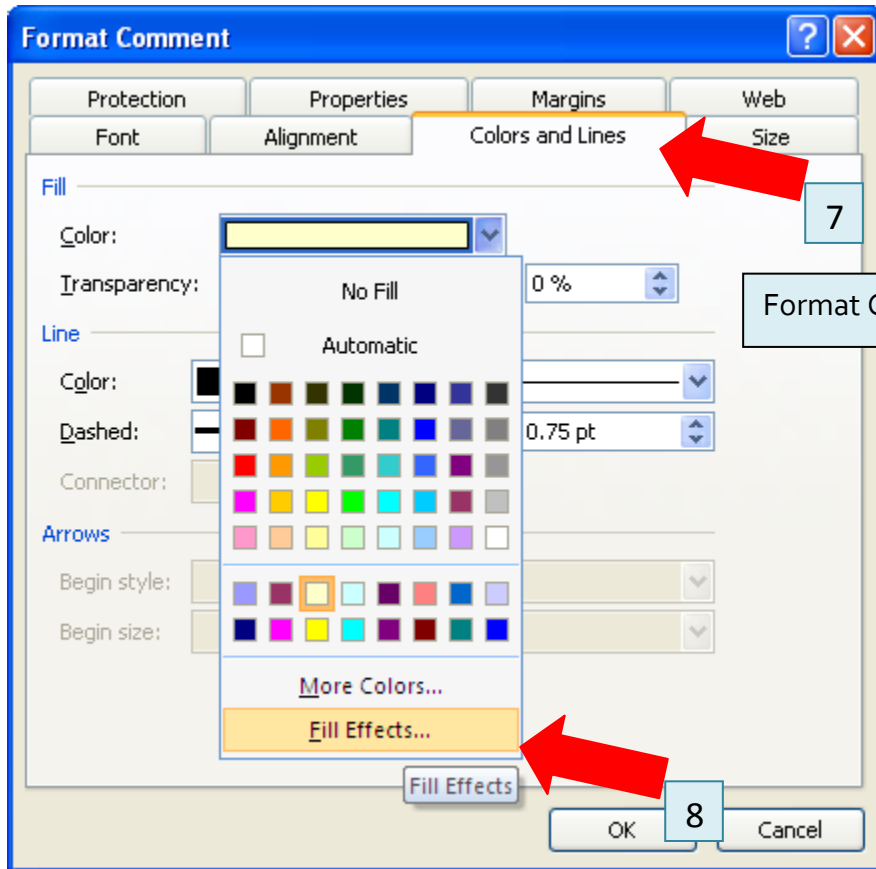 Format Comment
Protection Properties Margins Web
Font Alignment Colors and Lines Size
7
Fill
Color:
Transparency: 0 %
No Fill
Format
Line
Automatic
Color:
Dashed: 0.75 pt
Connector:
Arrows
Begin style:
Begin size:
More Colors...
Fill Effects...
Fill Effects
8
OK Cancel